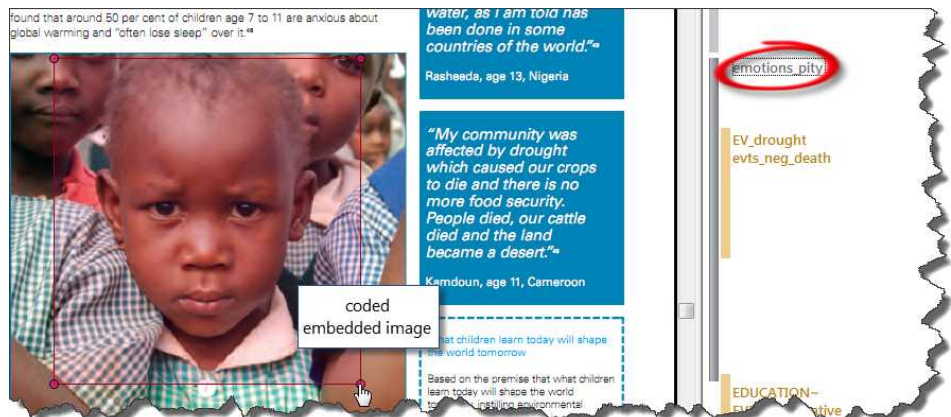 found that around 50 per cent of children age 7 to 11 are anxious about
global warming and “often lose sleep” over it.⁴⁸
water, as I am told has
been done in some
countries of the world.”
Rasheeda, age 13, Nigeria
“My community was
affected by drought
which caused our crops
to die and there is no
more food security.
People died, our cattle
died and the land
became a desert.”
Kamdoun, age 11, Cameroon
children learn today will shape
the world tomorrow
Based on the premise that what children
learn today will shape the world
instilling environmental
coded
embedded image
emotions_pity
EV_drought
evts_neg_death
EDUCATION~